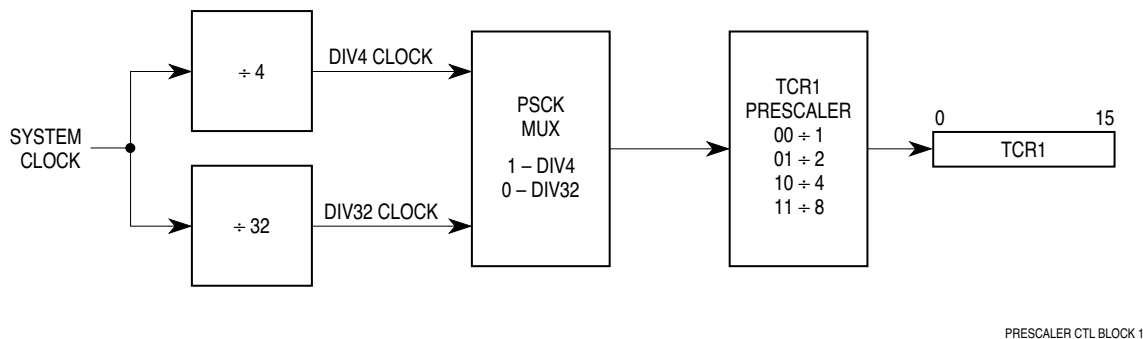 SYSTEM
CLOCK
÷ 4
DIV4 CLOCK
÷ 32
DIV32 CLOCK
PSCK
MUX
1 – DIV4
0 – DIV32
TCR1
PRESCALER
00 ÷ 1
01 ÷ 2
10 ÷ 4
11 ÷ 8
0 15
TCR1
PRESCALER CTL BLOCK 1